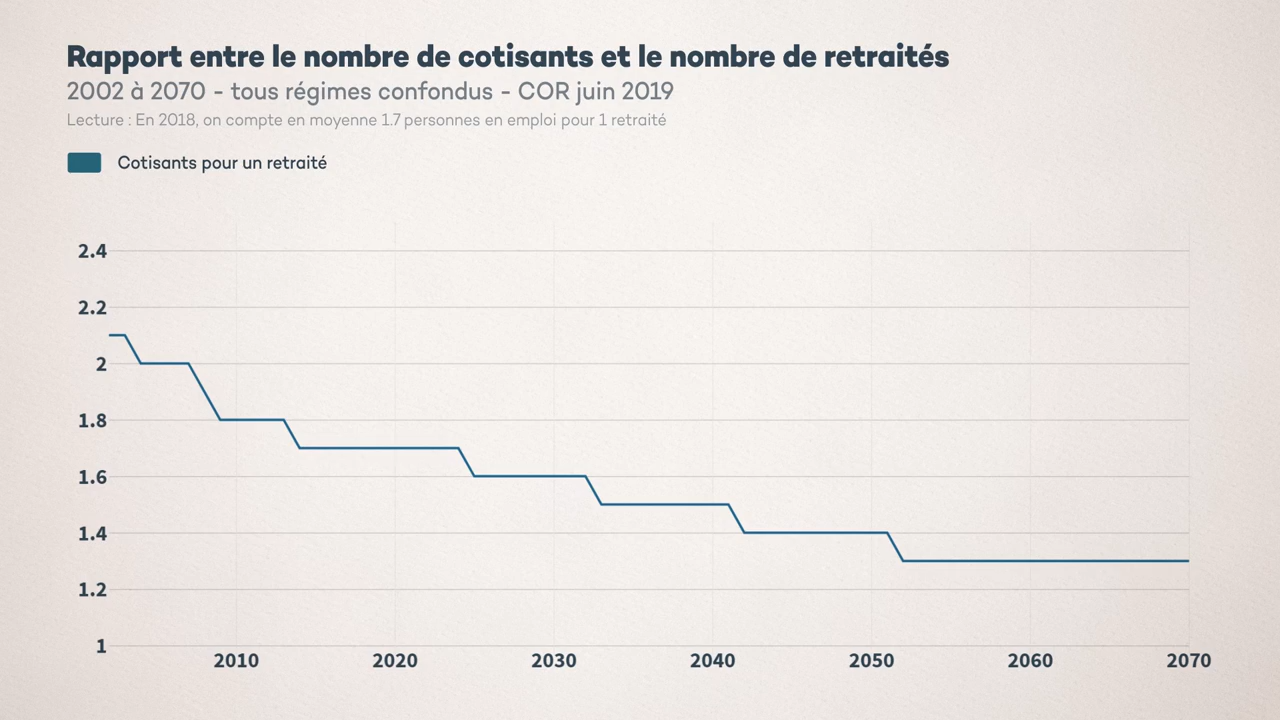 Rapport entre le nombre de cotisants et le nombre de retraités
2002 à 2070 - tous régimes confondus - COR juin 2019
Lecture : En 2018, on compte en moyenne 1.7 personnes en emploi pour 1 retraité
Cotisants pour un retraité
2.4
2.2
2
1.8
1.6
1.4
1.2
1
2010 2020 2030 2040 2050 2060 2070